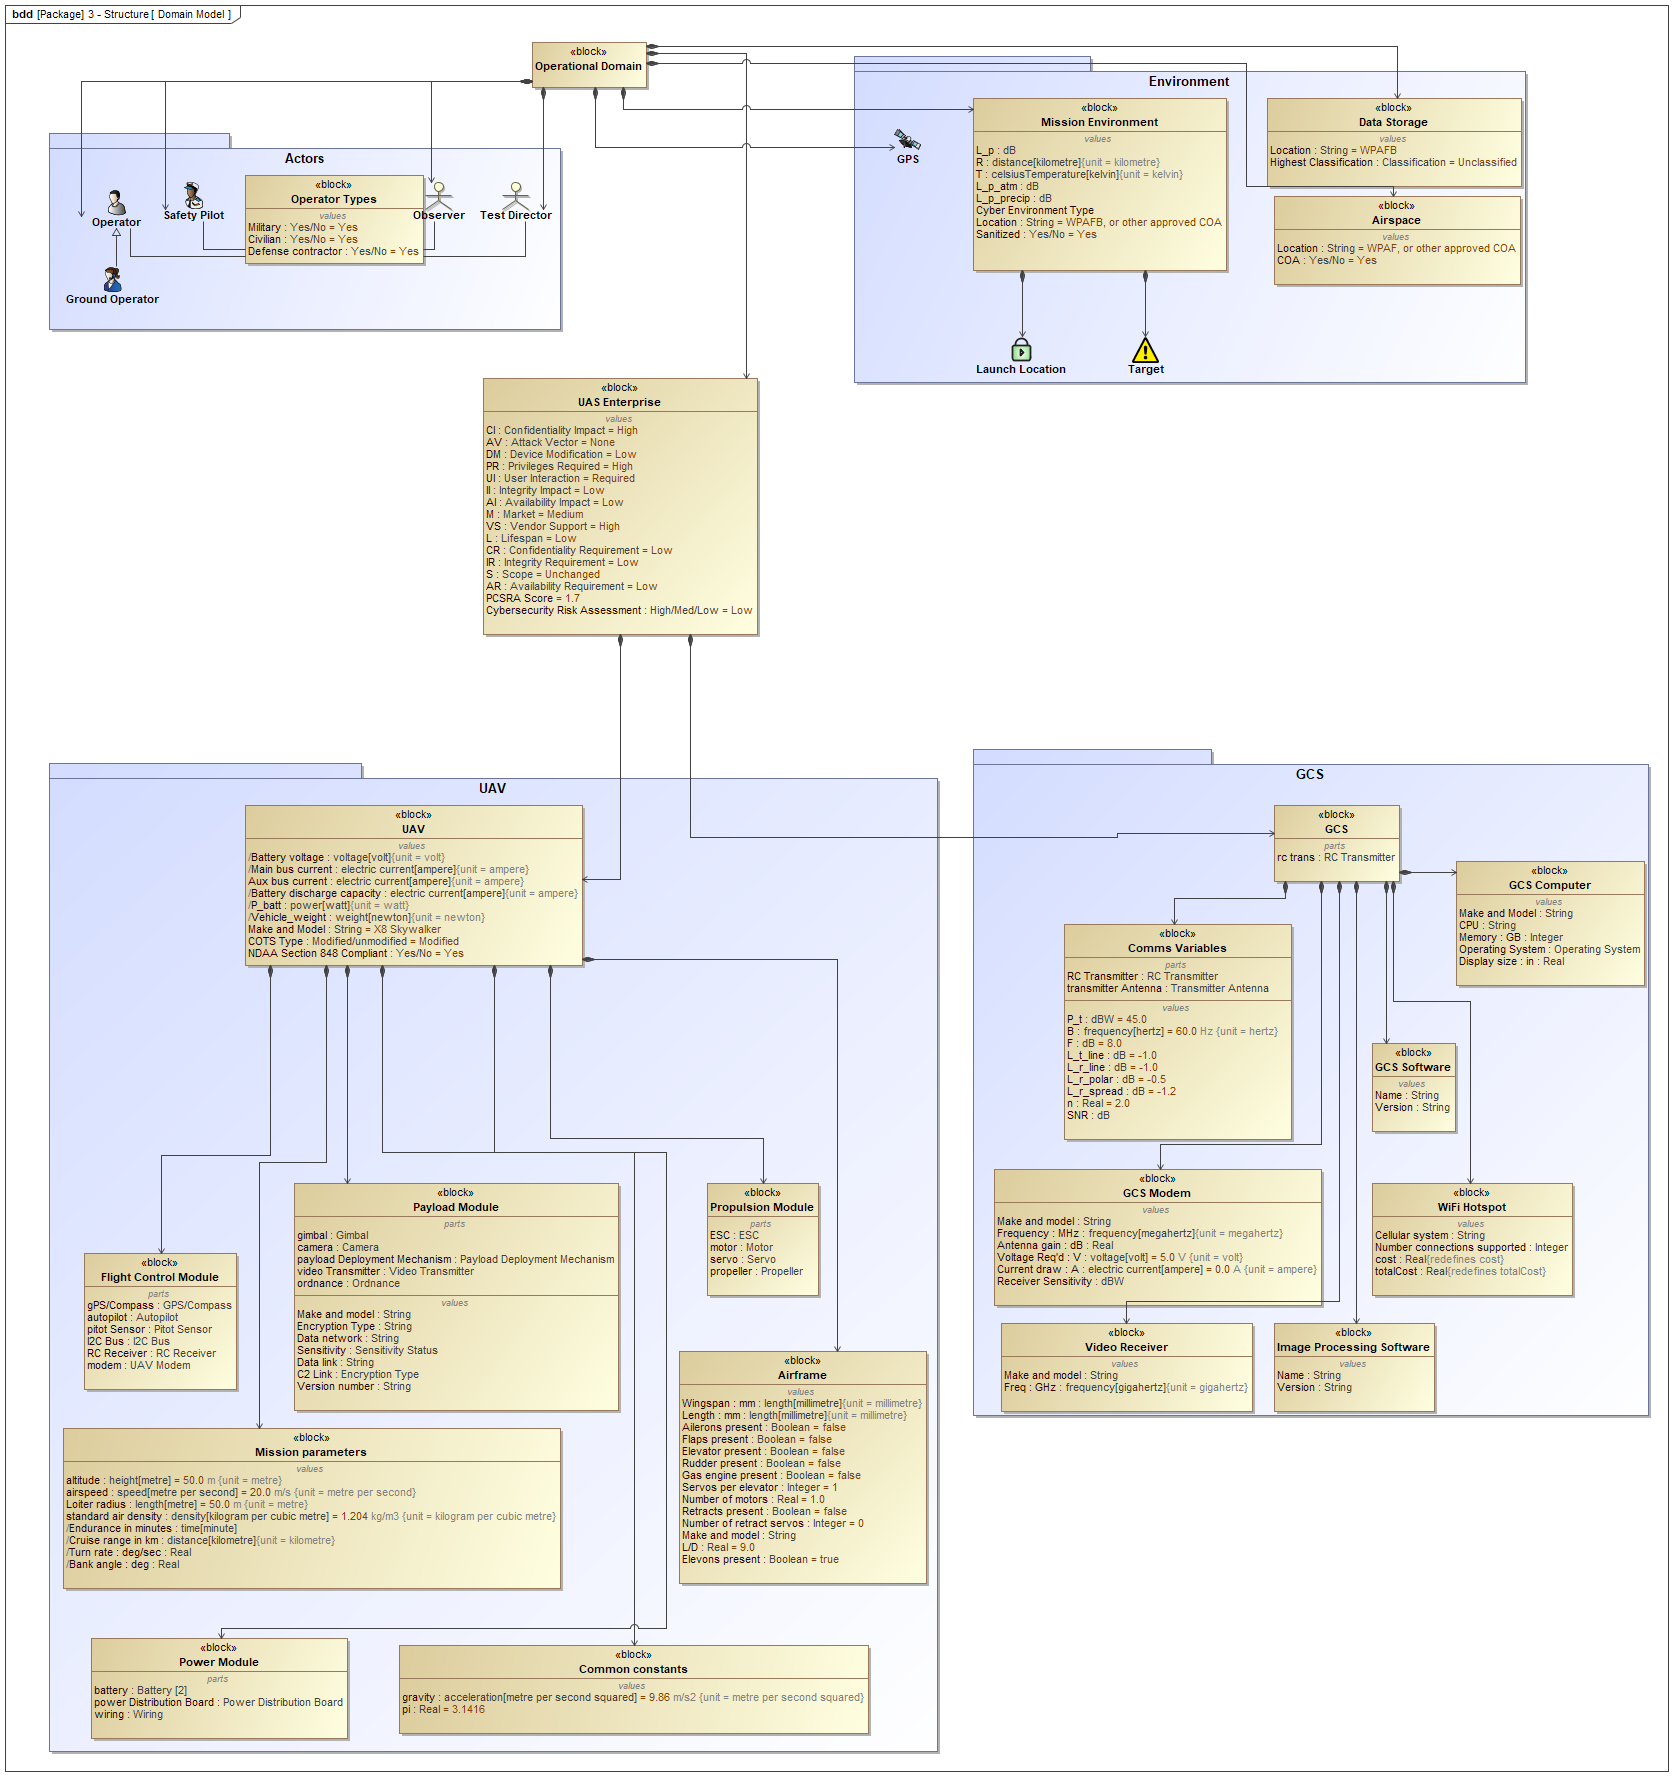 bdd [Package] 3 - Structure [ Domain Model ]
«block»
Operational Domain
Actors
Operator
Safety Pilot
«block»
Operator Types
values
Military : Yes/No = Yes
Civilian : Yes/No = Yes
Defense contractor : Yes/No = Yes
Observer
Test Director
Ground Operator
Environment
GPS
«block»
Mission Environment
values
L_p : dB
R : distance[kilometre]{unit = kilometre}
T : celsiusTemperature[kelvin]{unit = kelvin}
L_p_atm : dB
L_p_precip : dB
Cyber Environment Type
Location : String = WPAFB, or other approved COA
Sanitized : Yes/No = Yes
«block»
Data Storage
values
Location : String = WPAFB
Highest Classification : Classification = Unclassified
«block»
Airspace
values
Location : String = WPAF, or other approved COA
COA : Yes/No = Yes
Launch Location
Target
«block»
UAS Enterprise
values
CI : Confidentiality Impact = High
AV : Attack Vector = None
DM : Device Modification = Low
PR : Privileges Required = High
UI : User Interaction = Required
II : Integrity Impact = Low
AI : Availability Impact = Low
M : Market = Medium
VS : Vendor Support = High
L : Lifespan = Low
CR : Confidentiality Requirement = Low
IR : Integrity Requirement = Low
S : Scope = Unchanged
AR : Availability Requirement = Low
PCSRA Score = 1.7
Cybersecurity Risk Assessment : High/Med/Low = Low
UAV
«block»
UAV
values
/Battery voltage : voltage[volt]{unit = volt}
/Main bus current : electric current[ampere]{unit = ampere}
Aux bus current : electric current[ampere]{unit = ampere}
/Battery discharge capacity : electric current[ampere]{unit = ampere}
/P_batt : power[watt]{unit = watt}
/Vehicle_weight : weight[newton]{unit = newton}
Make and Model : String = X8 Skywalker
COTS Type : Modified/unmodified = Modified
NDAA Section 848 Compliant : Yes/No = Yes
«block»
Flight Control Module
parts
gPS/Compass : GPS/Compass
autopilot : Autopilot
pitot Sensor : Pitot Sensor
I2C Bus : I2C Bus
RC Receiver : RC Receiver
modem : UAV Modem
«block»
Payload Module
parts
gimbal : Gimbal
camera : Camera
payload Deployment Mechanism : Payload Deployment Mechanism
video Transmitter : Video Transmitter
ordnance : Ordnance
values
Make and model : String
Encryption Type : String
Data network : String
Sensitivity : Sensitivity Status
Data link : String
C2 Link : Encryption Type
Version number : String
«block»
Propulsion Module
parts
ESC : ESC
motor : Motor
servo : Servo
propeller : Propeller
«block»
Airframe
values
Wingspan : mm : length[millimetre]{unit = millimetre}
Length : mm : length[millimetre]{unit = millimetre}
Ailerons present : Boolean = false
Flaps present : Boolean = false
Elevator present : Boolean = false
Rudder present : Boolean = false
Gas engine present : Boolean = false
Servos per elevator : Integer = 1
Number of motors : Real = 1.0
Retracts present : Boolean = false
Number of retract servos : Integer = 0
Make and model : String
L/D : Real = 9.0
Elevons present : Boolean = true
«block»
Mission parameters
values
altitude : height[metre] = 50.0 m {unit = metre}
airspeed : speed[metre per second] = 20.0 m/s {unit = metre per second}
Loiter radius : length[metre] = 50.0 m {unit = metre}
standard air density : density[kilogram per cubic metre] = 1.204 kg/m3 {unit = kilogram per cubic metre}
/Endurance in minutes : time[minute]
/Cruise range in km : distance[kilometre]{unit = kilometre}
/Turn rate : deg/sec : Real
/Bank angle : deg : Real
«block»
Power Module
parts
battery : Battery [2]
power Distribution Board : Power Distribution Board
wiring : Wiring
«block»
Common constants
values
gravity : acceleration[metre per second squared] = 9.86 m/s2 {unit = metre per second squared}
pi : Real = 3.1416
GCS
«block»
GCS
parts
rc trans : RC Transmitter
«block»
GCS Computer
values
Make and Model : String
CPU : String
Memory : GB : Integer
Operating System : Operating System
Display size : in : Real
«block»
Comms Variables
parts
RC Transmitter : RC Transmitter
transmitter Antenna : Transmitter Antenna
values
P_t : dBW = 45.0
B : frequency[hertz] = 60.0 Hz {unit = hertz}
F : dB = 8.0
L_t_line : dB = -1.0
L_r_line : dB = -1.0
L_r_polar : dB = -0.5
L_r_spread : dB = -1.2
n : Real = 2.0
SNR : dB
«block»
GCS Software
values
Name : String
Version : String
«block»
GCS Modem
values
Make and model : String
Frequency : MHz : frequency[megahertz]{unit = megahertz}
Antenna gain : dB : Real
Voltage Req'd : V : voltage[volt] = 5.0 V {unit = volt}
Current draw : A : electric current[ampere] = 0.0 A {unit = ampere}
Receiver Sensitivity : dBW
«block»
WiFi Hotspot
values
Cellular system : String
Number connections supported : Integer
cost : Real{redefines cost}
totalCost : Real{redefines totalCost}
«block»
Video Receiver
values
Make and model : String
Freq : GHz : frequency[gigahertz]{unit = gigahertz}
«block»
Image Processing Software
values
Name : String
Version : String